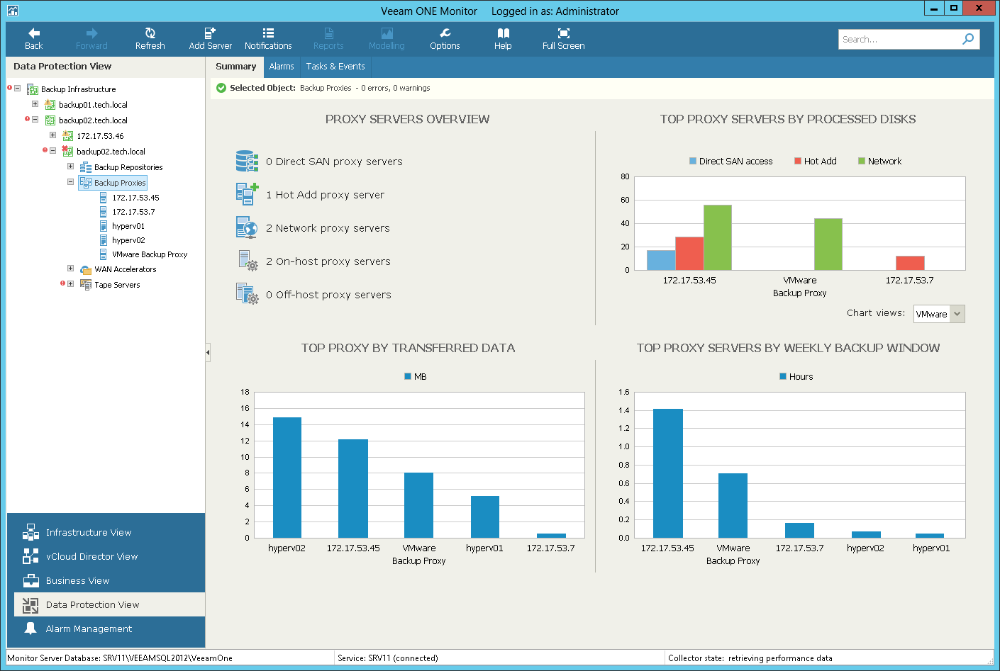 Veeam ONE Monitor Logged in as: Administrator
Back
Forward
Refresh
Add Server
Notifications
Reports
Modelling
Options
Help
Full Screen
Search...
Data Protection View
Summary
Alarms
Tasks & Events
Selected Object: Backup Proxies - 0 errors, 0 warnings
Backup Infrastructure
backup01.tech.local
backup02.tech.local
172.17.53.46
backup02.tech.local
Backup Repositories
Backup Proxies
172.17.53.45
172.17.53.7
hyperv01
hyperv02
VMware Backup Proxy
WAN Accelerators
Tape Servers
Infrastructure View
vCloud Director View
Business View
Data Protection View
Alarm Management
PROXY SERVERS OVERVIEW
0 Direct SAN proxy servers
1 Hot Add proxy server
2 Network proxy servers
2 On-host proxy servers
0 Off-host proxy servers
TOP PROXY SERVERS BY PROCESSED DISKS
Direct SAN access
Hot Add
Network
80
60
40
20
0
172.17.53.45
VMware
Backup Proxy
172.17.53.7
Chart views:
VMware
TOP PROXY BY TRANSFERRED DATA
MB
18
16
14
12
10
8
6
4
2
0
hyperv02
172.17.53.45
VMware
Backup Proxy
hyperv01
172.17.53.7
TOP PROXY SERVERS BY WEEKLY BACKUP WINDOW
Hours
1.6
1.4
1.2
1.0
0.8
0.6
0.4
0.2
0.0
172.17.53.45
VMware
Backup Proxy
172.17.53.7
hyperv02
hyperv01
Monitor Server Database: SRV11\VEEAMSQL2012\VeeamOne
Service: SRV11 (connected)
Collector state: retrieving performance data